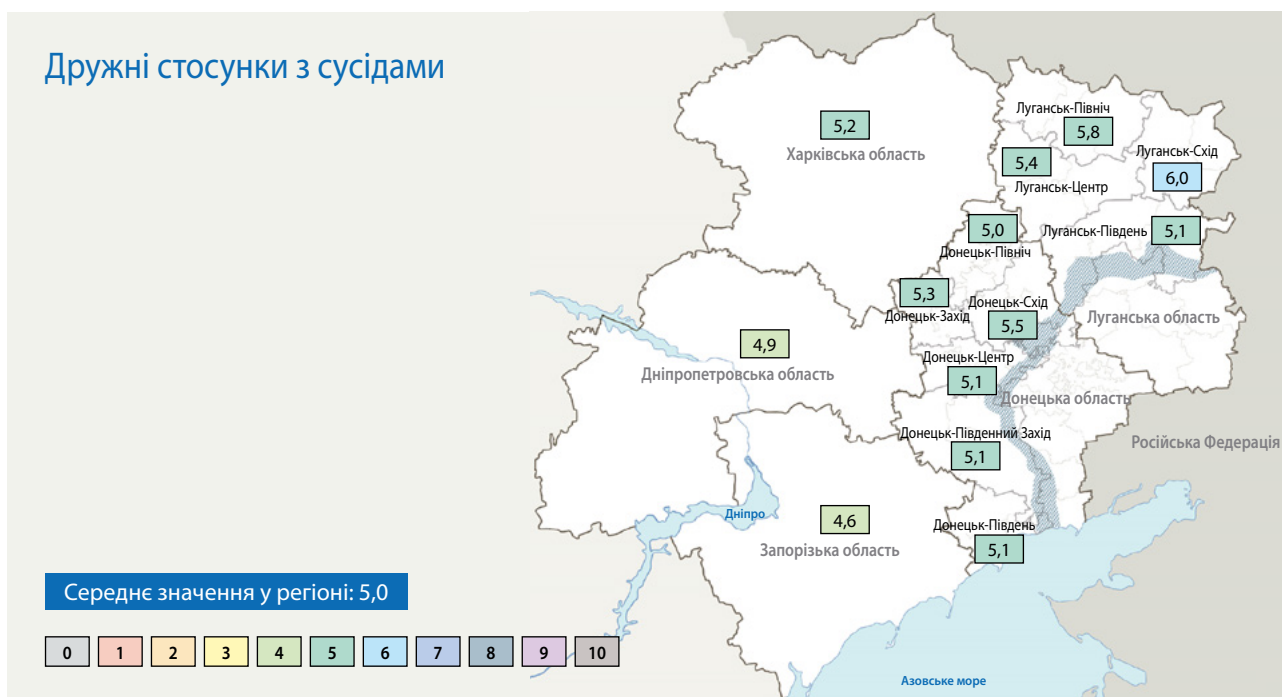 Дружні стосунки з сусідами
Луганськ-Північ
5,8
5,2
Харківська область
Луганськ-Схід
6,0
5,4
Луганськ-Центр
5,0
Донецьк-Північ
Луганськ-Південь
5,1
5,3
Донецьк-Захід
Донецьк-Схід
5,5
Луганська область
4,9
Дніпропетровська область
Донецьк-Центр
5,1
Донецька область
Донецьк-Південний Захід
5,1
Російська Федерація
Дніпро
4,6
Запорізька область
Донецьк-Південь
5,1
Середнє значення у регіоні: 5,0
0 1 2 3 4 5 6 7 8 9 10
Азовське море